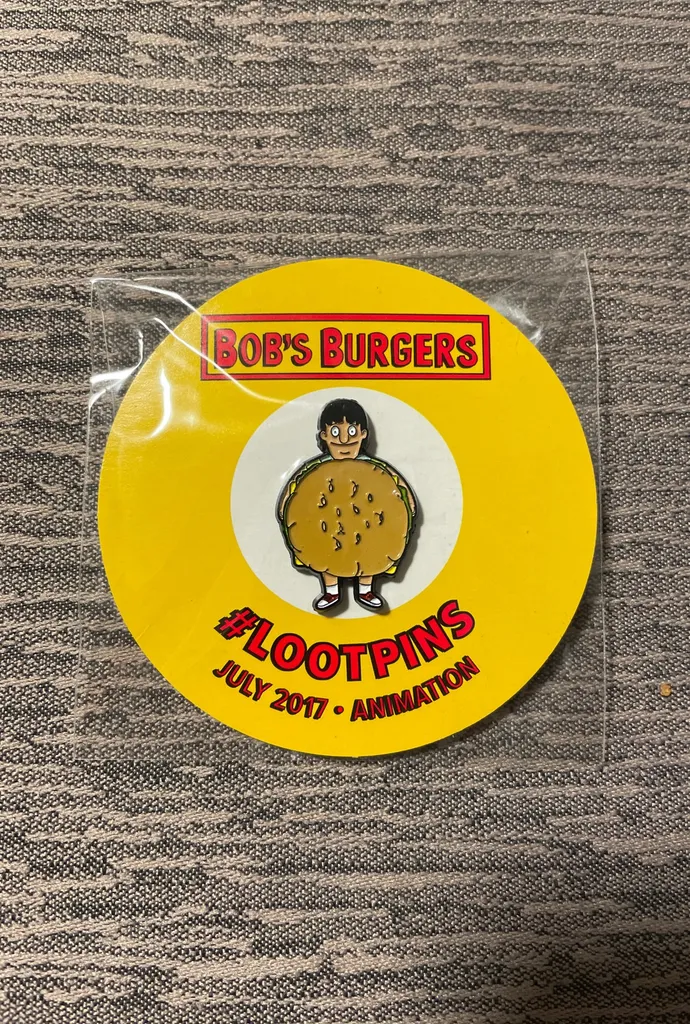 BOB'S BURGERS
#LOOTPINS
JULY 2017 • ANIMATION